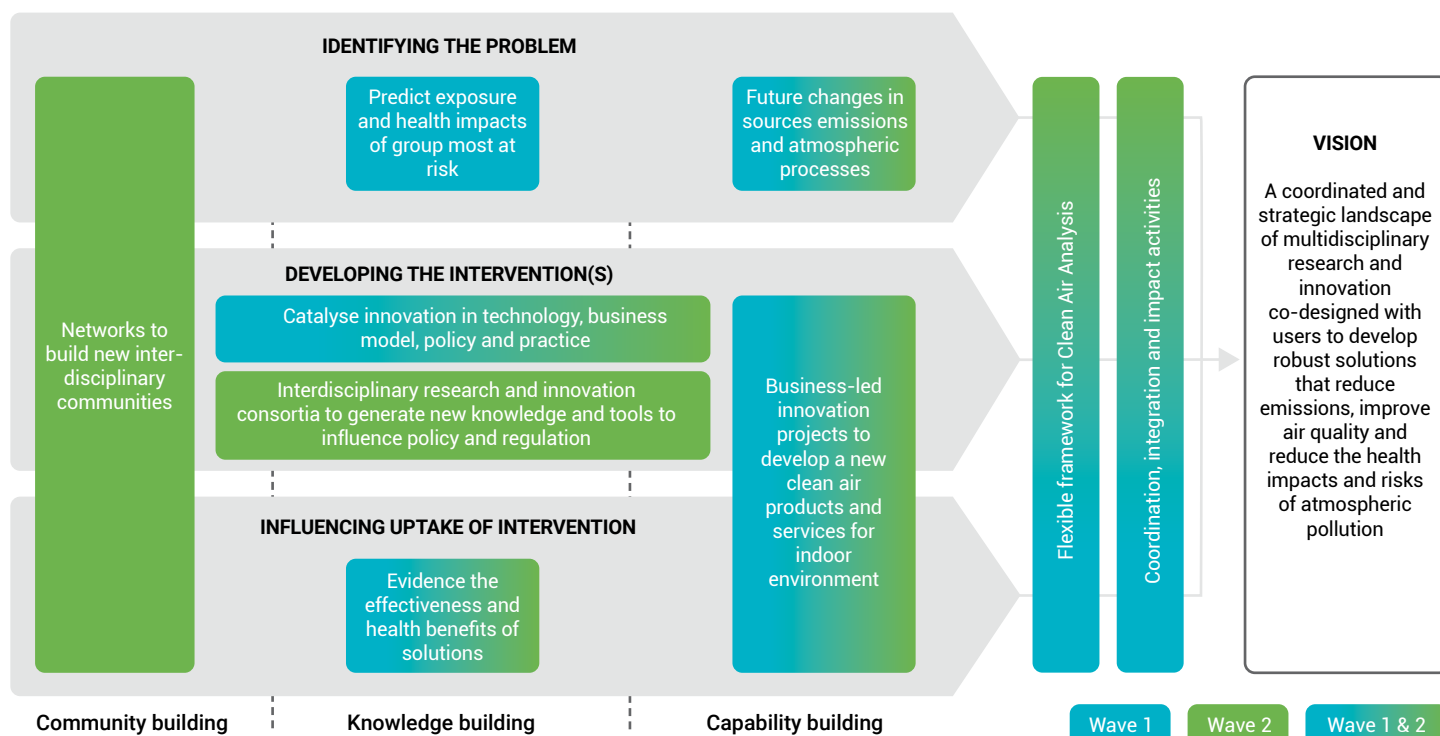 IDENTIFYING THE PROBLEM
Predict exposure
and health impacts
of group most at
risk
Future changes in
sources emissions
and atmospheric
processes
DEVELOPING THE INTERVENTION(S)
Networks to
build new inter-
disciplinary
communities
Catalyse innovation in technology, business
model, policy and practice
Interdisciplinary research and innovation
consortia to generate new knowledge and tools to
influence policy and regulation
Business-led
innovation
projects to
develop a new
clean air
products and
services for
indoor
environment
INFLUENCING UPTAKE OF INTERVENTION
Evidence the
effectiveness and
health benefits of
solutions
Flexible framework for Clean Air Analysis
Coordination, integration and impact activities
VISION
A coordinated and
strategic landscape
of multidisciplinary
research and
innovation
co-designed with
users to develop
robust solutions
that reduce
emissions, improve
air quality and
reduce the health
impacts and risks
of atmospheric
pollution
Community building
Knowledge building
Capability building
Wave 1
Wave 2
Wave 1 & 2